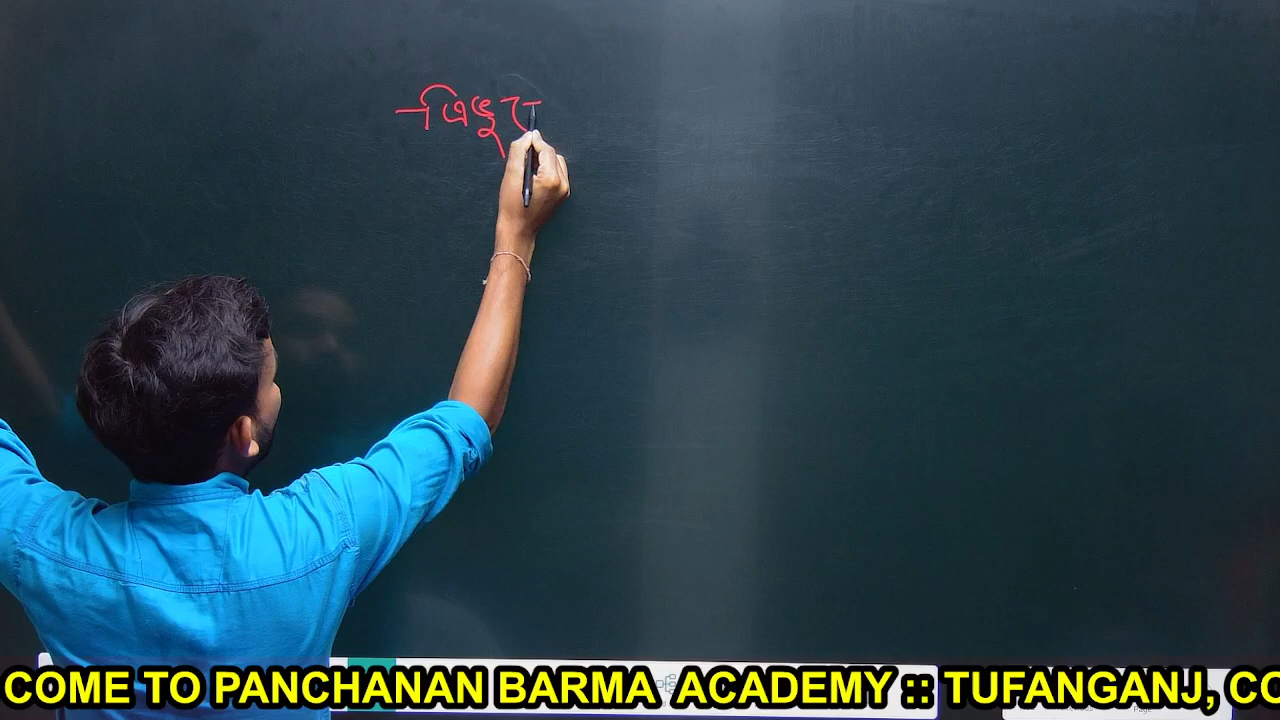 ত্রিভু
COME TO PANCHANAN BARMA ACADEMY :: TUFANGANJ, CO